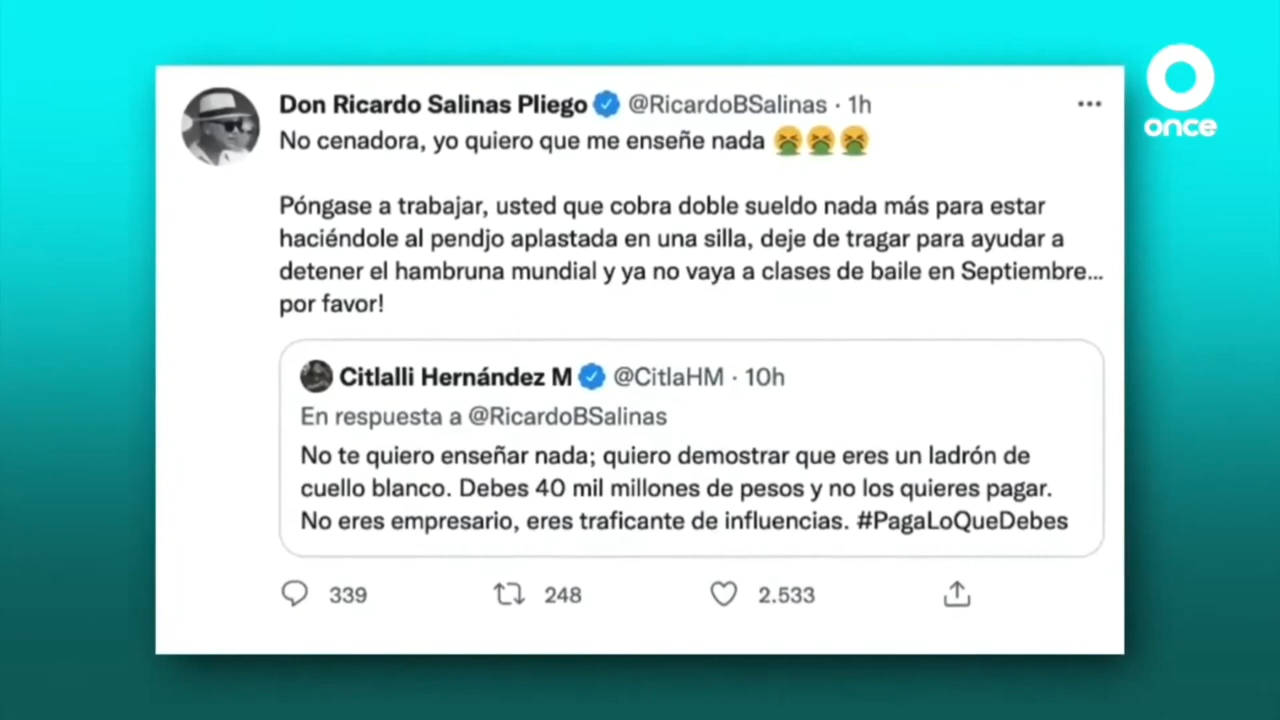 Don Ricardo Salinas Pliego @RicardoBSalinas · 1h
No cenadora, yo quiero que me enseñe nada 🤮🤮🤮
once
Póngase a trabajar, usted que cobra doble sueldo nada más para estar
haciéndole al pendjo aplastada en una silla, deje de tragar para ayudar a
detener el hambruna mundial y ya no vaya a clases de baile en Septiembre...
por favor!
Citlalli Hernández M @CitlaHM · 10h
En respuesta a @RicardoBSalinas
No te quiero enseñar nada; quiero demostrar que eres un ladrón de
cuello blanco. Debes 40 mil millones de pesos y no los quieres pagar.
No eres empresario, eres traficante de influencias. #PagaLoQueDebes
339 248 2.533